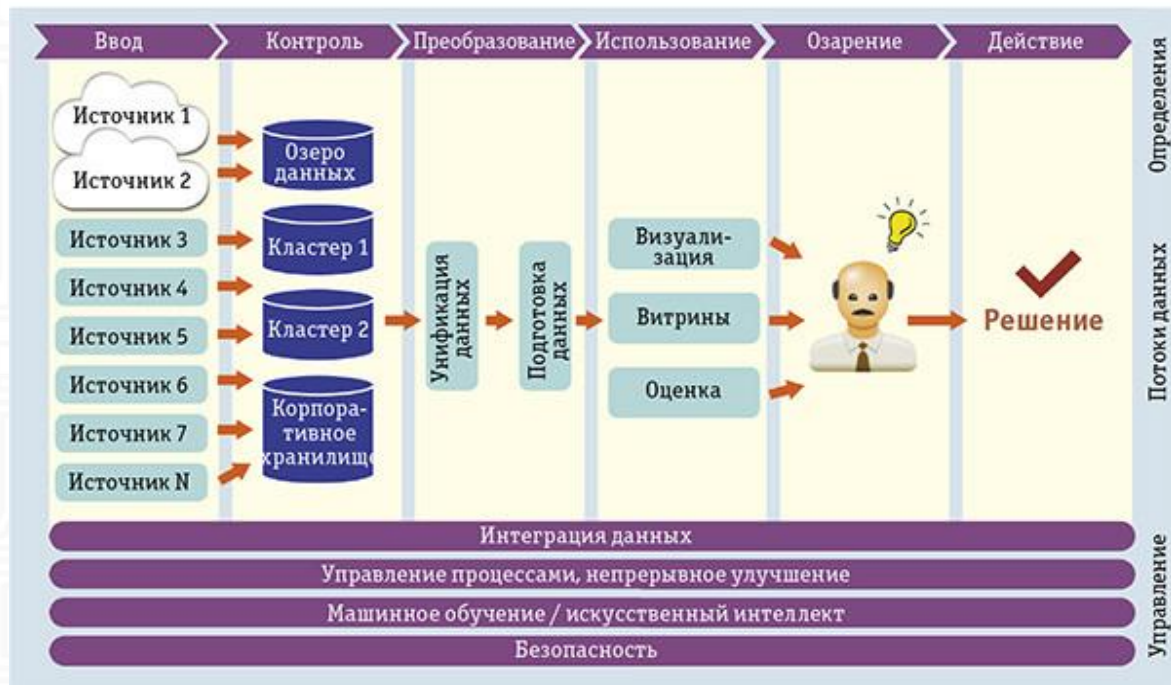 Ввод
Контроль
Преобразование
Использование
Озарение
Действие
Источник 1
Источник 2
Источник 3
Источник 4
Источник 5
Источник 6
Источник 7
Источник N
Озеро
данных
Кластер 1
Кластер 2
Корпора-
тивное
хранилище
Унификация
данных
Подготовка
данных
Визуали-
зация
Витрины
Оценка
Решение
Определения
Потоки данных
Управление
Интеграция данных
Управление процессами, непрерывное улучшение
Машинное обучение / искусственный интеллект
Безопасность